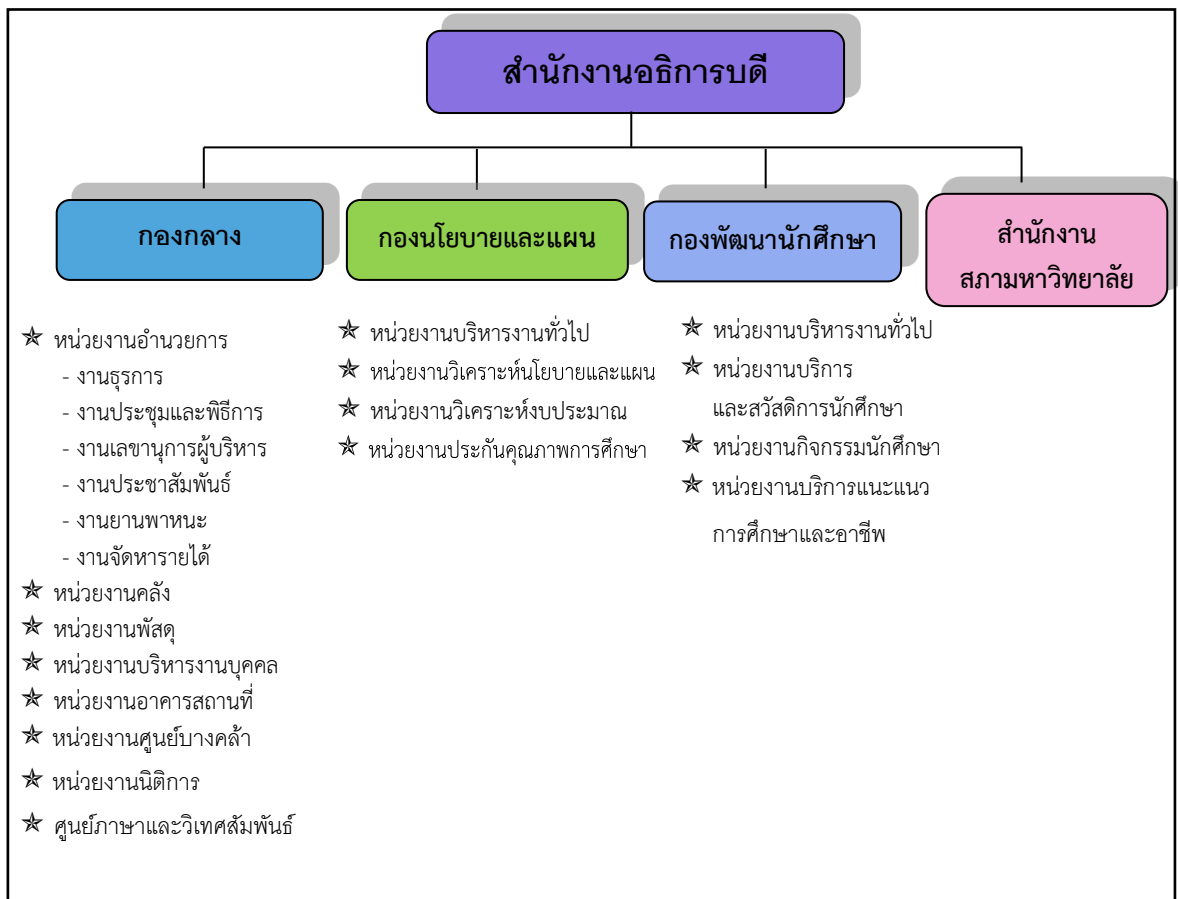 สำนักงานอธิการบดี
กองกลาง
กองนโยบายและแผน
กองพัฒนานักศึกษา
สำนักงาน
สภามหาวิทยาลัย
หน่วยงานอำนวยการ
- งานธุรการ
- งานประชุมและพิธีการ
- งานเลขานุการผู้บริหาร
- งานประชาสัมพันธ์
- งานยานพาหนะ
- งานจัดหารายได้
หน่วยงานคลัง
หน่วยงานพัสดุ
หน่วยงานบริหารงานบุคคล
หน่วยงานอาคารสถานที่
หน่วยงานศูนย์บางคล้า
หน่วยงานนิติการ
ศูนย์ภาษาและวิเทศสัมพันธ์
หน่วยงานบริหารงานทั่วไป
หน่วยงานวิเคราะห์นโยบายและแผน
หน่วยงานวิเคราะห์งบประมาณ
หน่วยงานประกันคุณภาพการศึกษา
หน่วยงานบริหารงานทั่วไป
หน่วยงานบริการ
และสวัสดิการนักศึกษา
หน่วยงานกิจกรรมนักศึกษา
หน่วยงานบริการแนะแนว
การศึกษาและอาชีพ